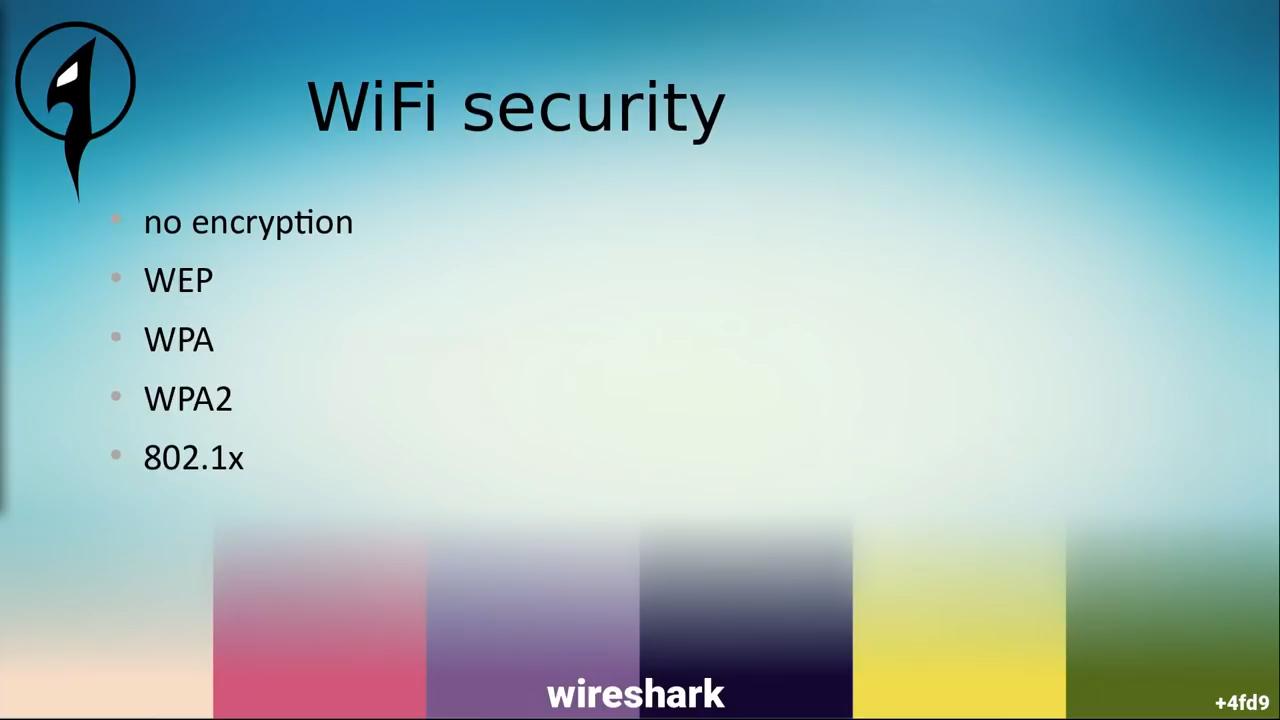 WiFi security
no encryption
WEP
WPA
WPA2
802.1x
wireshark
+4fd9